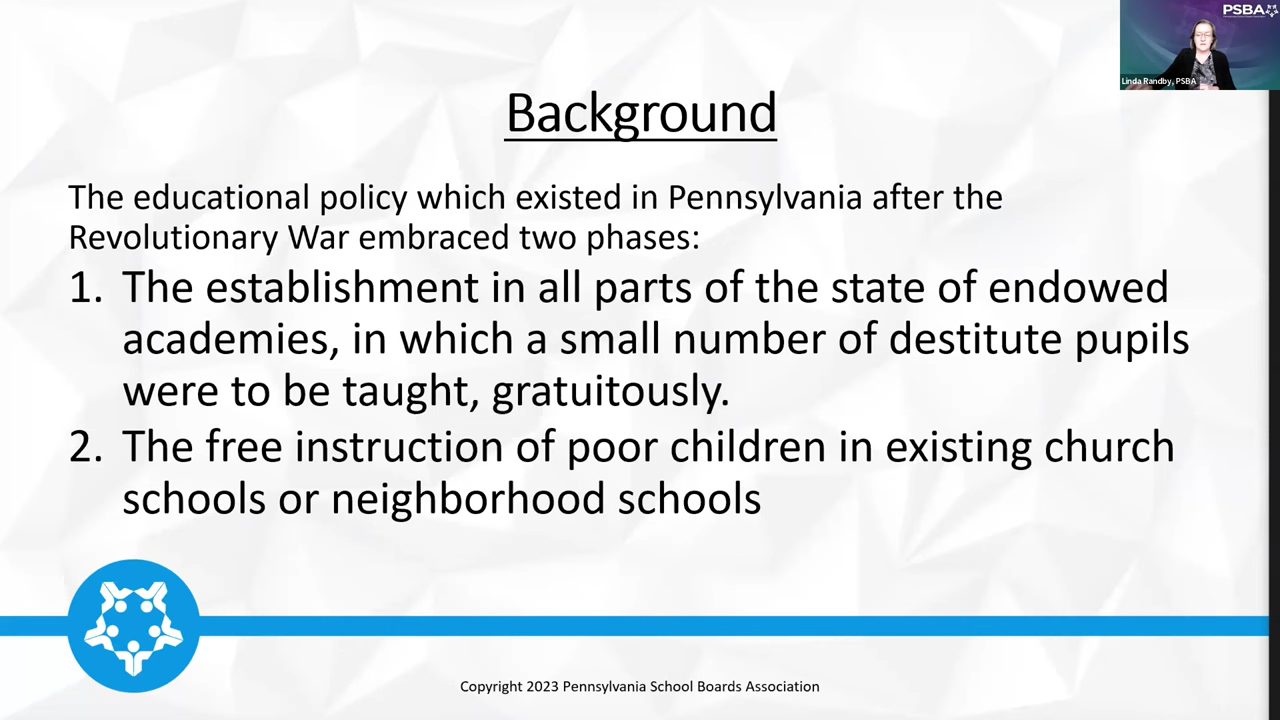 PSBA
Linda Randby, PSBA
Background
The educational policy which existed in Pennsylvania after the
Revolutionary War embraced two phases:
1. The establishment in all parts of the state of endowed
academies, in which a small number of destitute pupils
were to be taught, gratuitously.
2. The free instruction of poor children in existing church
schools or neighborhood schools
Copyright 2023 Pennsylvania School Boards Association